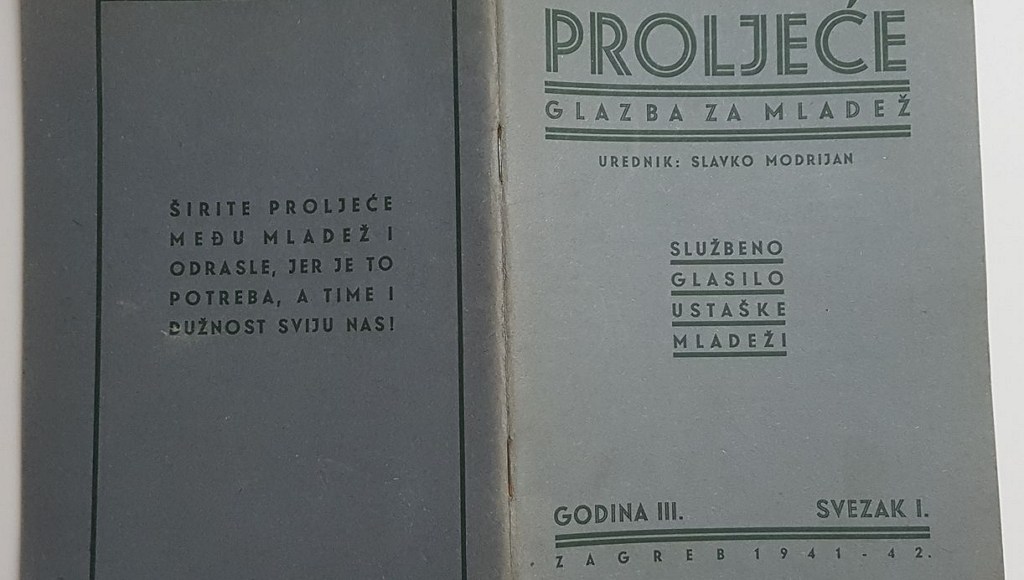 ŠIRITE PROLJEĆE
MEĐU MLADEŽ I
ODRASLE, JER JE TO
POTREBA, A TIME I
DUŽNOST SVIJU NAS!
PROLJEĆE
GLAZBA ZA MLADEŽ
UREDNIK: SLAVKO MODRIJAN
SLUŽBENO
GLASILO
USTAŠKE
MLADEŽI
GODINA III. SVEZAK I.
ZAGREB 1941-42.